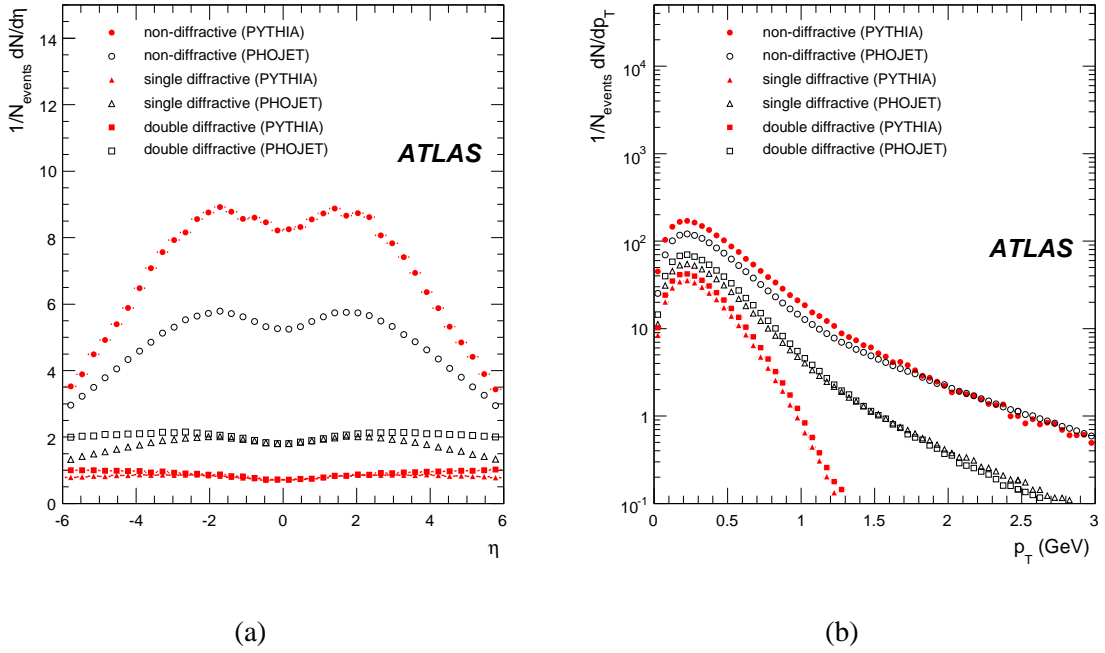 1/N_events dN/dη
14
12
10
8
6
4
2
0
-6 -4 -2 0 2 4 6
η
non-diffractive (PYTHIA)
non-diffractive (PHOJET)
single diffractive (PYTHIA)
single diffractive (PHOJET)
double diffractive (PYTHIA)
double diffractive (PHOJET)
ATLAS
(a)
1/N_events dN/dp_T
10^4
10^3
10^2
10
1
10^-1
0 0.5 1 1.5 2 2.5 3
p_T (GeV)
non-diffractive (PYTHIA)
non-diffractive (PHOJET)
single diffractive (PYTHIA)
single diffractive (PHOJET)
double diffractive (PYTHIA)
double diffractive (PHOJET)
ATLAS
(b)